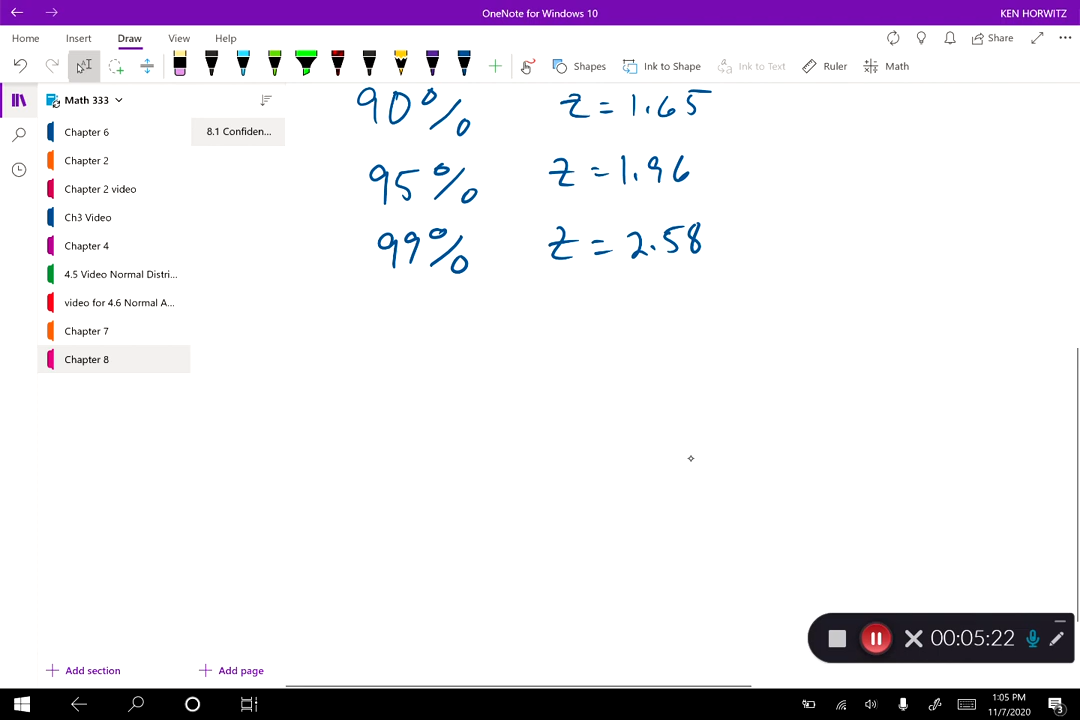 OneNote for Windows 10
KEN HORWITZ
Home Insert Draw View Help
Share
Shapes Ink to Shape Ink to Text Ruler Math
Math 333
Chapter 6
Chapter 2
Chapter 2 video
Ch3 Video
Chapter 4
4.5 Video Normal Distri...
video for 4.6 Normal A...
Chapter 7
Chapter 8
8.1 Confiden...
90% z = 1.65
95% z = 1.96
99% z = 2.58
00:05:22
Add section
Add page
1:05 PM
11/7/2020
3